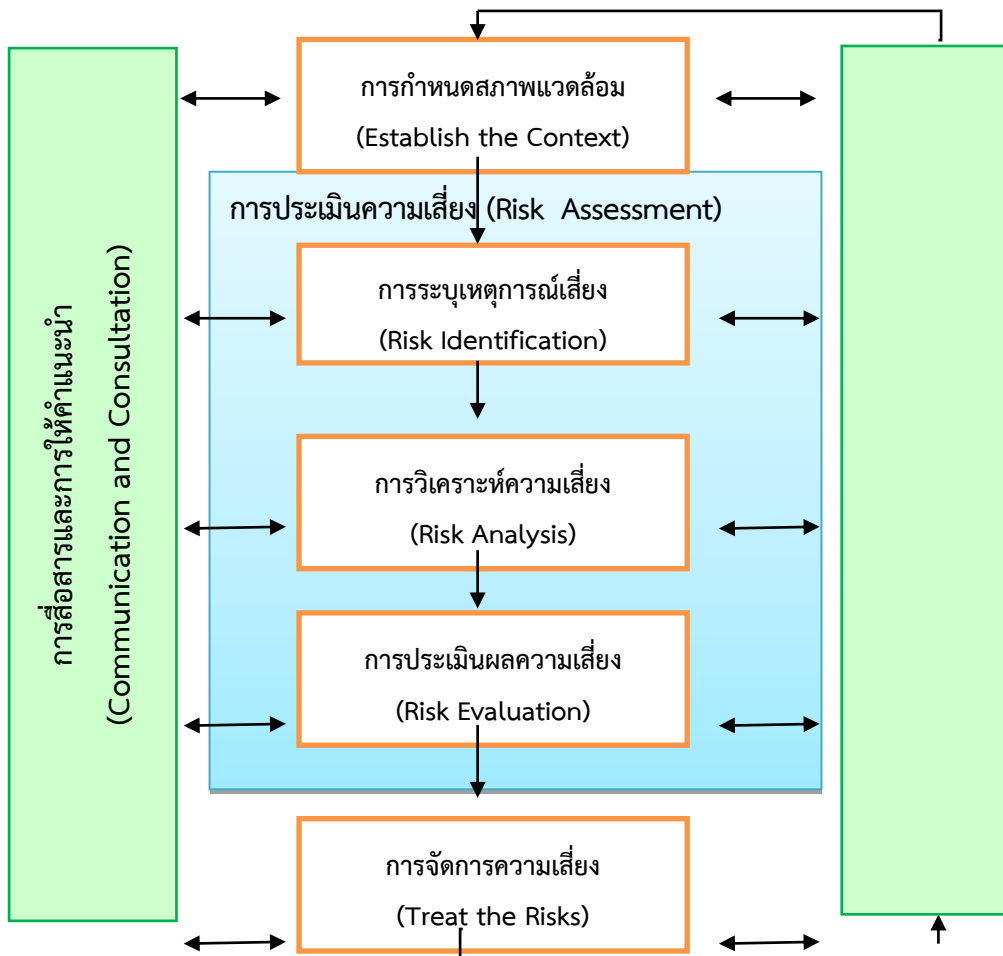 การกำหนดสภาพแวดล้อม
(Establish the Context)
การประเมินความเสี่ยง (Risk Assessment)
การระบุเหตุการณ์เสี่ยง
(Risk Identification)
การวิเคราะห์ความเสี่ยง
(Risk Analysis)
การประเมินผลความเสี่ยง
(Risk Evaluation)
การจัดการความเสี่ยง
(Treat the Risks)
การสื่อสารและการให้คำแนะนำ
(Communication and Consultation)